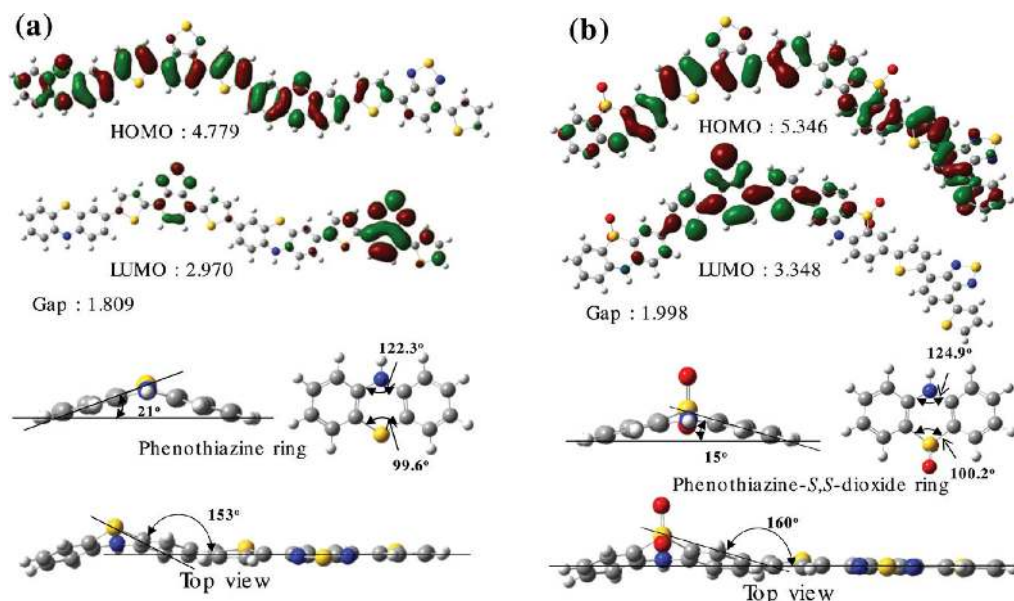 (a)
HOMO : 4.779
LUMO : 2.970
Gap : 1.809
122.3°
21°
Phenothiazine ring
99.6°
153°
Top view
(b)
HOMO : 5.346
LUMO : 3.348
Gap : 1.998
124.9°
15°
100.2°
Phenothiazine-S,S-dioxide ring
160°
Top view